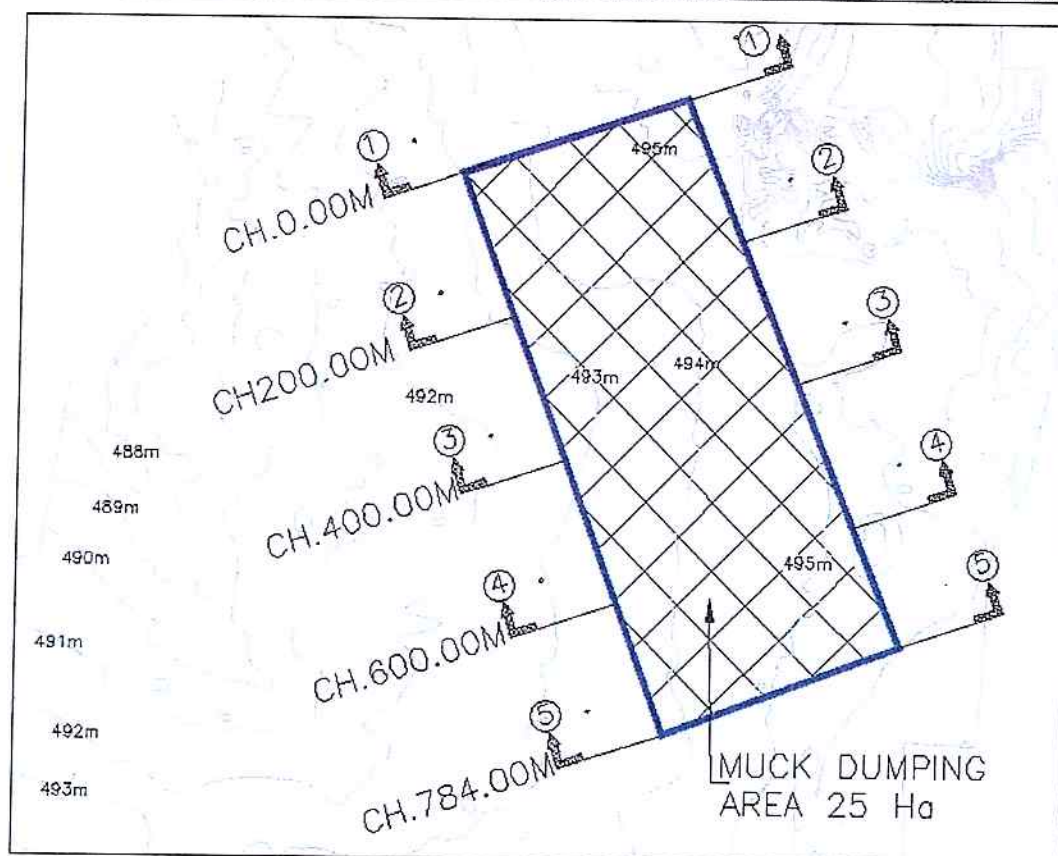 ①
①
CH.0.00M
495m
②
②
CH200.00M
③
492m
493m
494m
③
CH.400.00M
④
488m
489m
490m
④
CH.600.00M
495m
⑤
491m
492m
493m
⑤
CH.784.00M
MUCK DUMPING
AREA 25 Ha